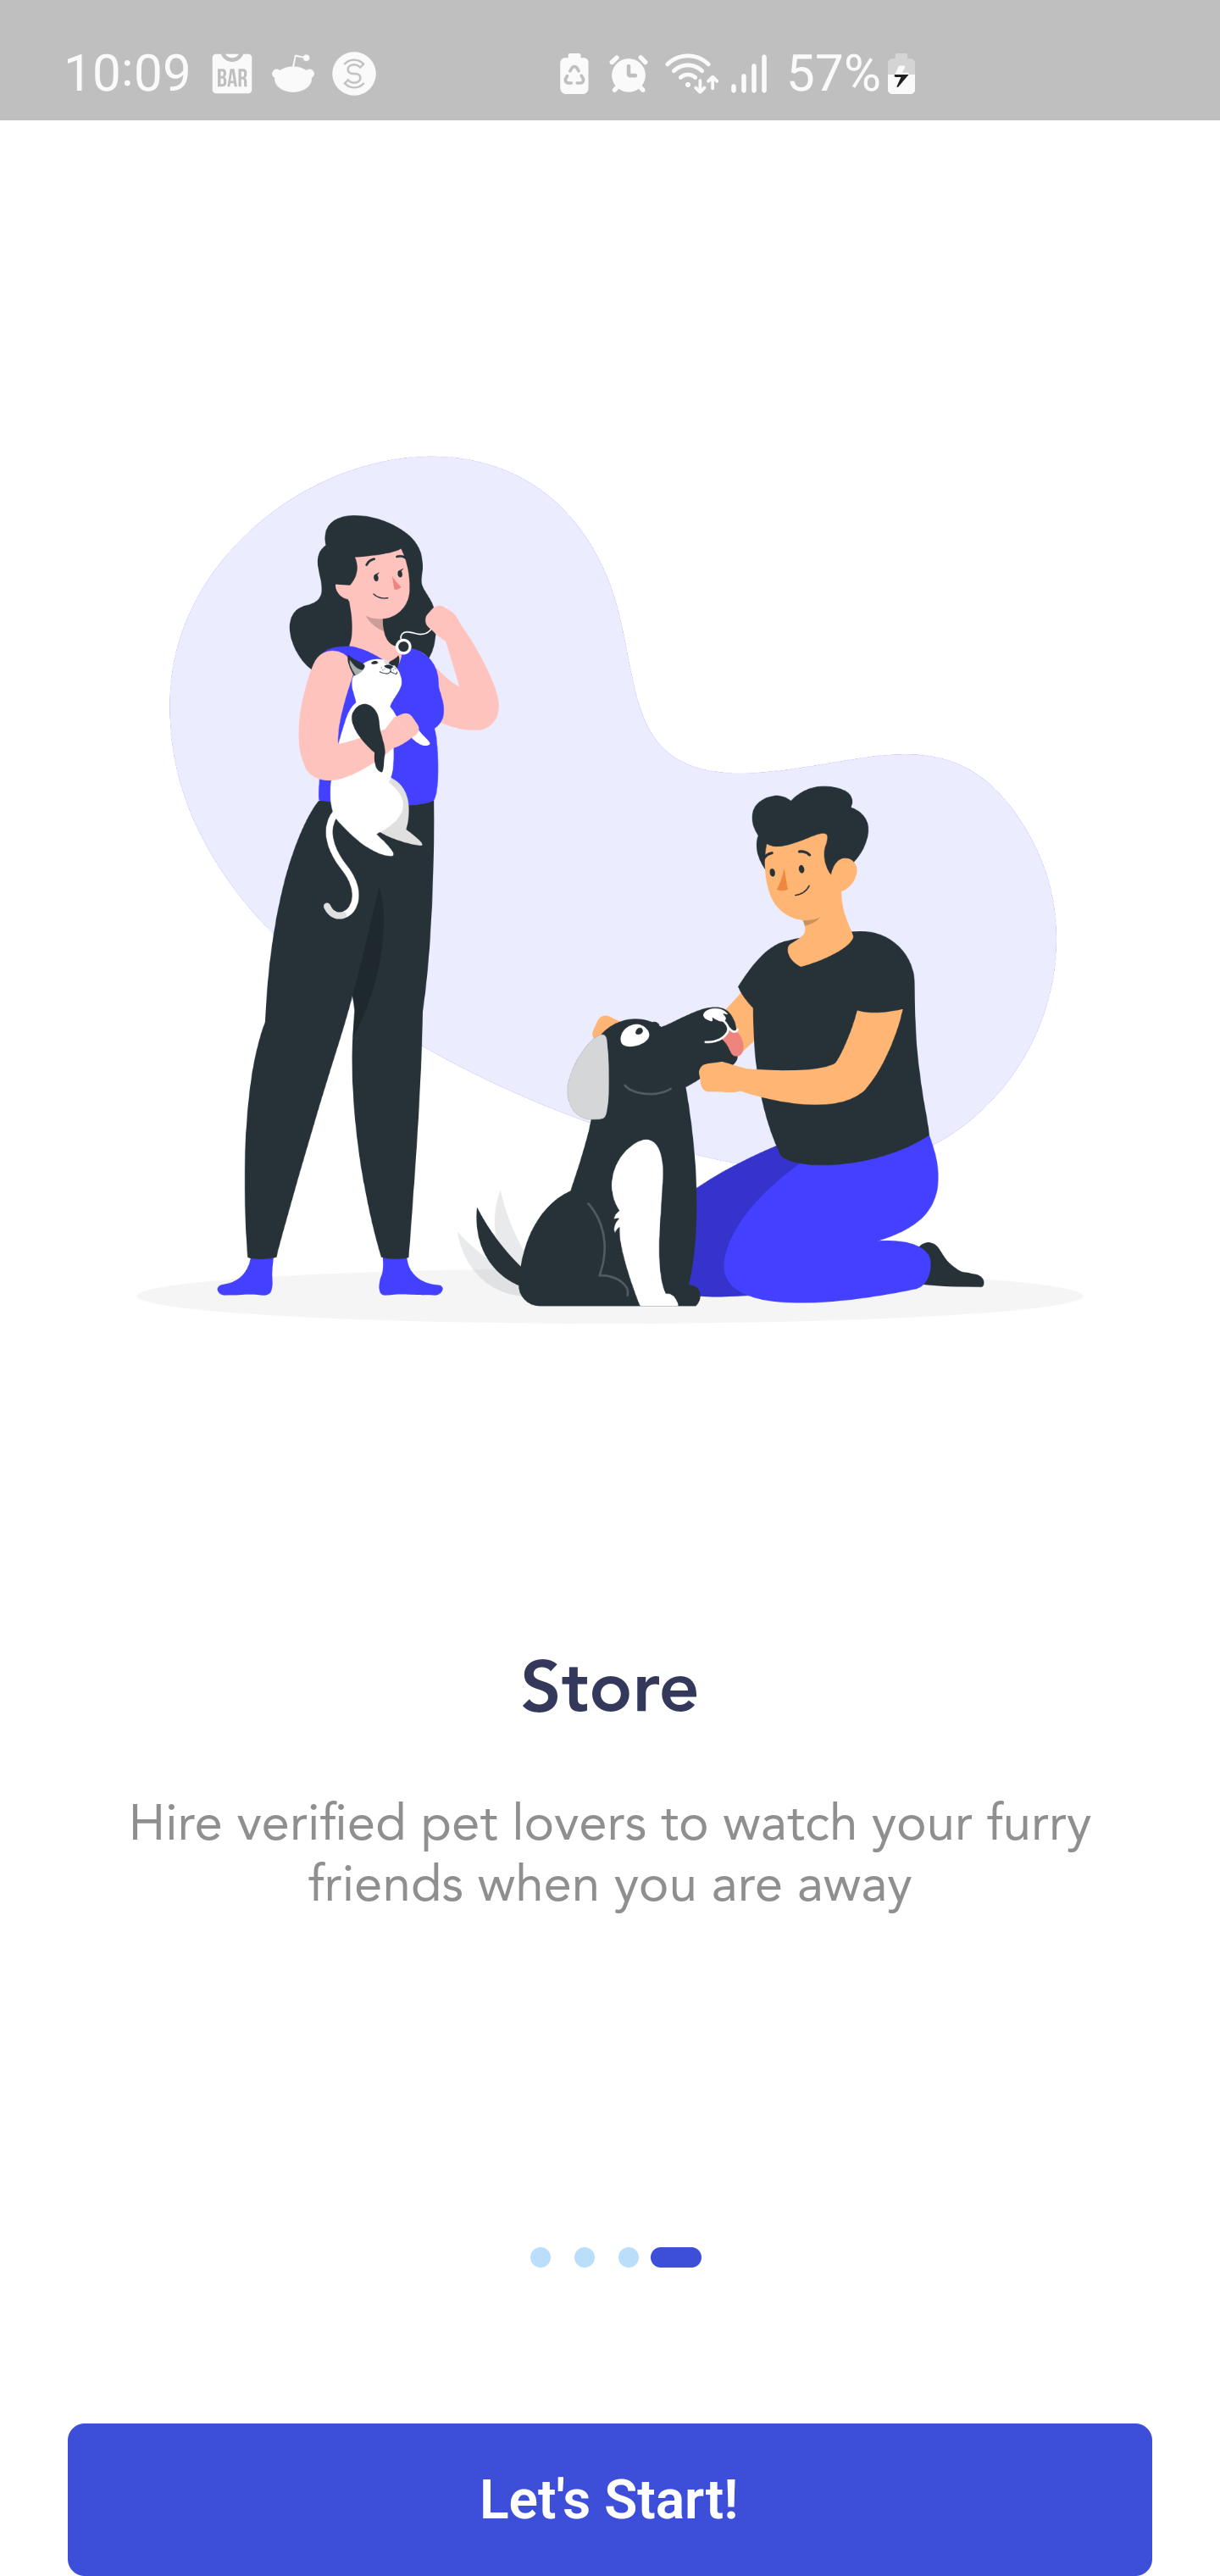 10:09 BAR S 57%
Store
Hire verified pet lovers to watch your furry
friends when you are away
Let's Start!